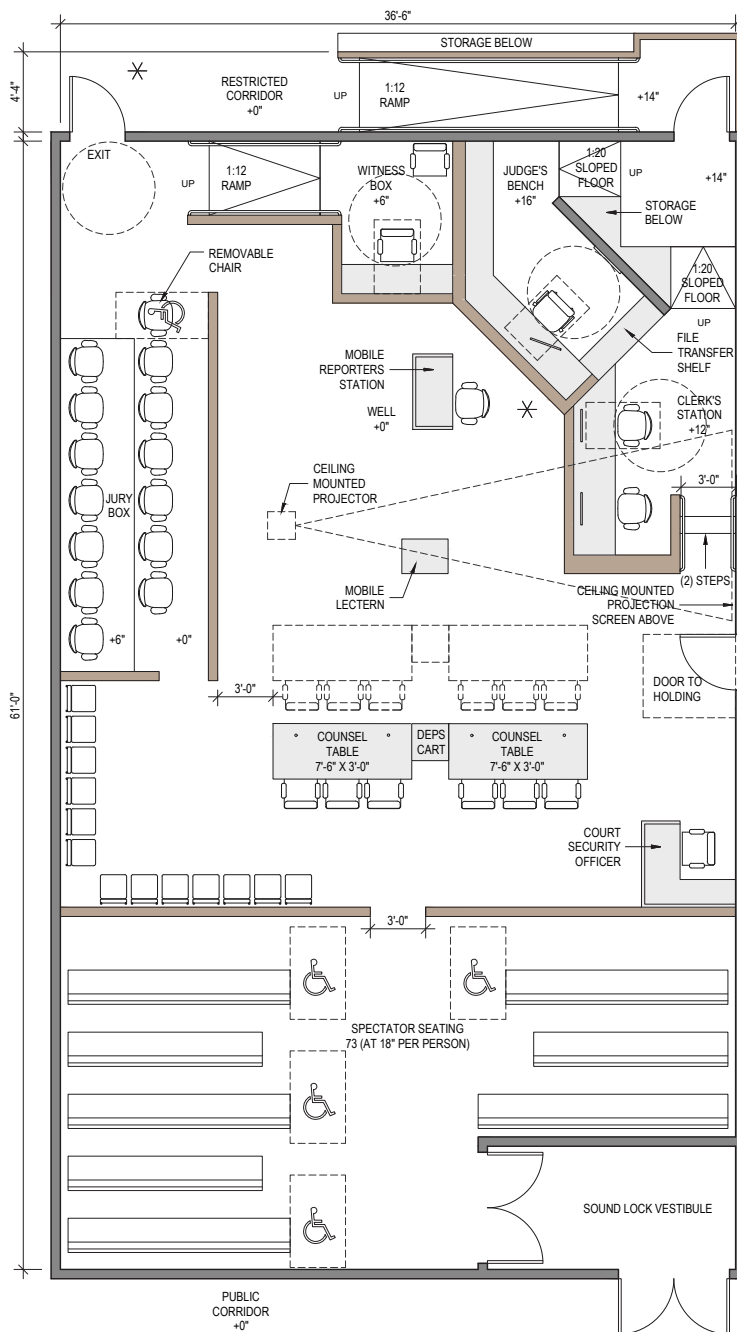 36'-6"
STORAGE BELOW
4'-4"
RESTRICTED
CORRIDOR
+0"
UP
1:12
RAMP
+14"
EXIT
UP
1:12
RAMP
WITNESS
BOX
+6"
JUDGE'S
BENCH
+16"
1:20
SLOPED
FLOOR
UP
+14"
STORAGE
BELOW
REMOVABLE
CHAIR
1:20
SLOPED
FLOOR
UP
FILE
TRANSFER
SHELF
MOBILE
REPORTERS
STATION
WELL
+0"
CLERK'S
STATION
+12"
CEILING
MOUNTED
PROJECTOR
3'-0"
JURY
BOX
MOBILE
LECTERN
(2) STEPS
CEILING MOUNTED
PROJECTION
SCREEN ABOVE
+6"
+0"
61'-0"
3'-0"
DOOR TO
HOLDING
COUNSEL
TABLE
7'-6" X 3'-0"
DEPS
CART
COUNSEL
TABLE
7'-6" X 3'-0"
COURT
SECURITY
OFFICER
3'-0"
SPECTATOR SEATING
73 (AT 18" PER PERSON)
SOUND LOCK VESTIBULE
PUBLIC
CORRIDOR
+0"